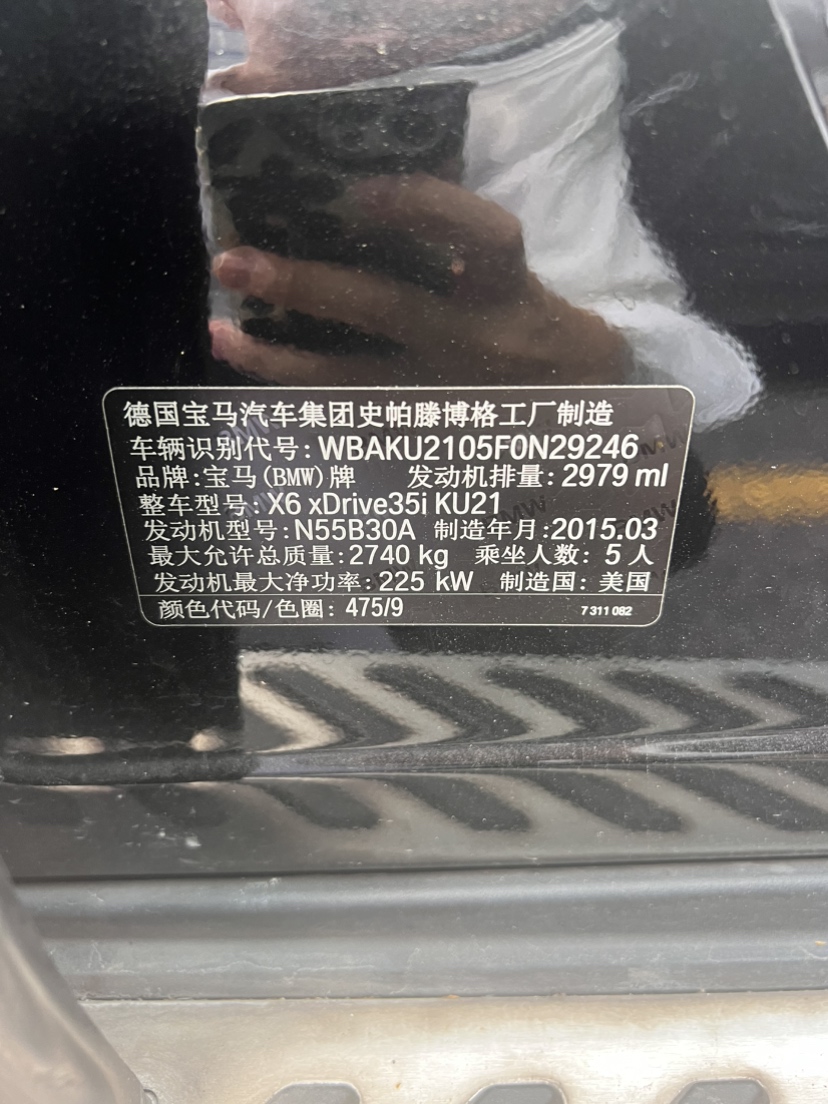 德国宝马汽车集团史帕滕博格工厂制造
车辆识别代号: WBAKU2105F0N29246
品牌:宝马(BMW)牌 发动机排量: 2979 ml
整车型号: X6 xDrive35i KU21
发动机型号: N55B30A 制造年月: 2015.03
最大允许总质量: 2740 kg 乘坐人数: 5 人
发动机最大净功率: 225 kW 制造国: 美国
颜色代码/色圈: 475/9 7 311 082